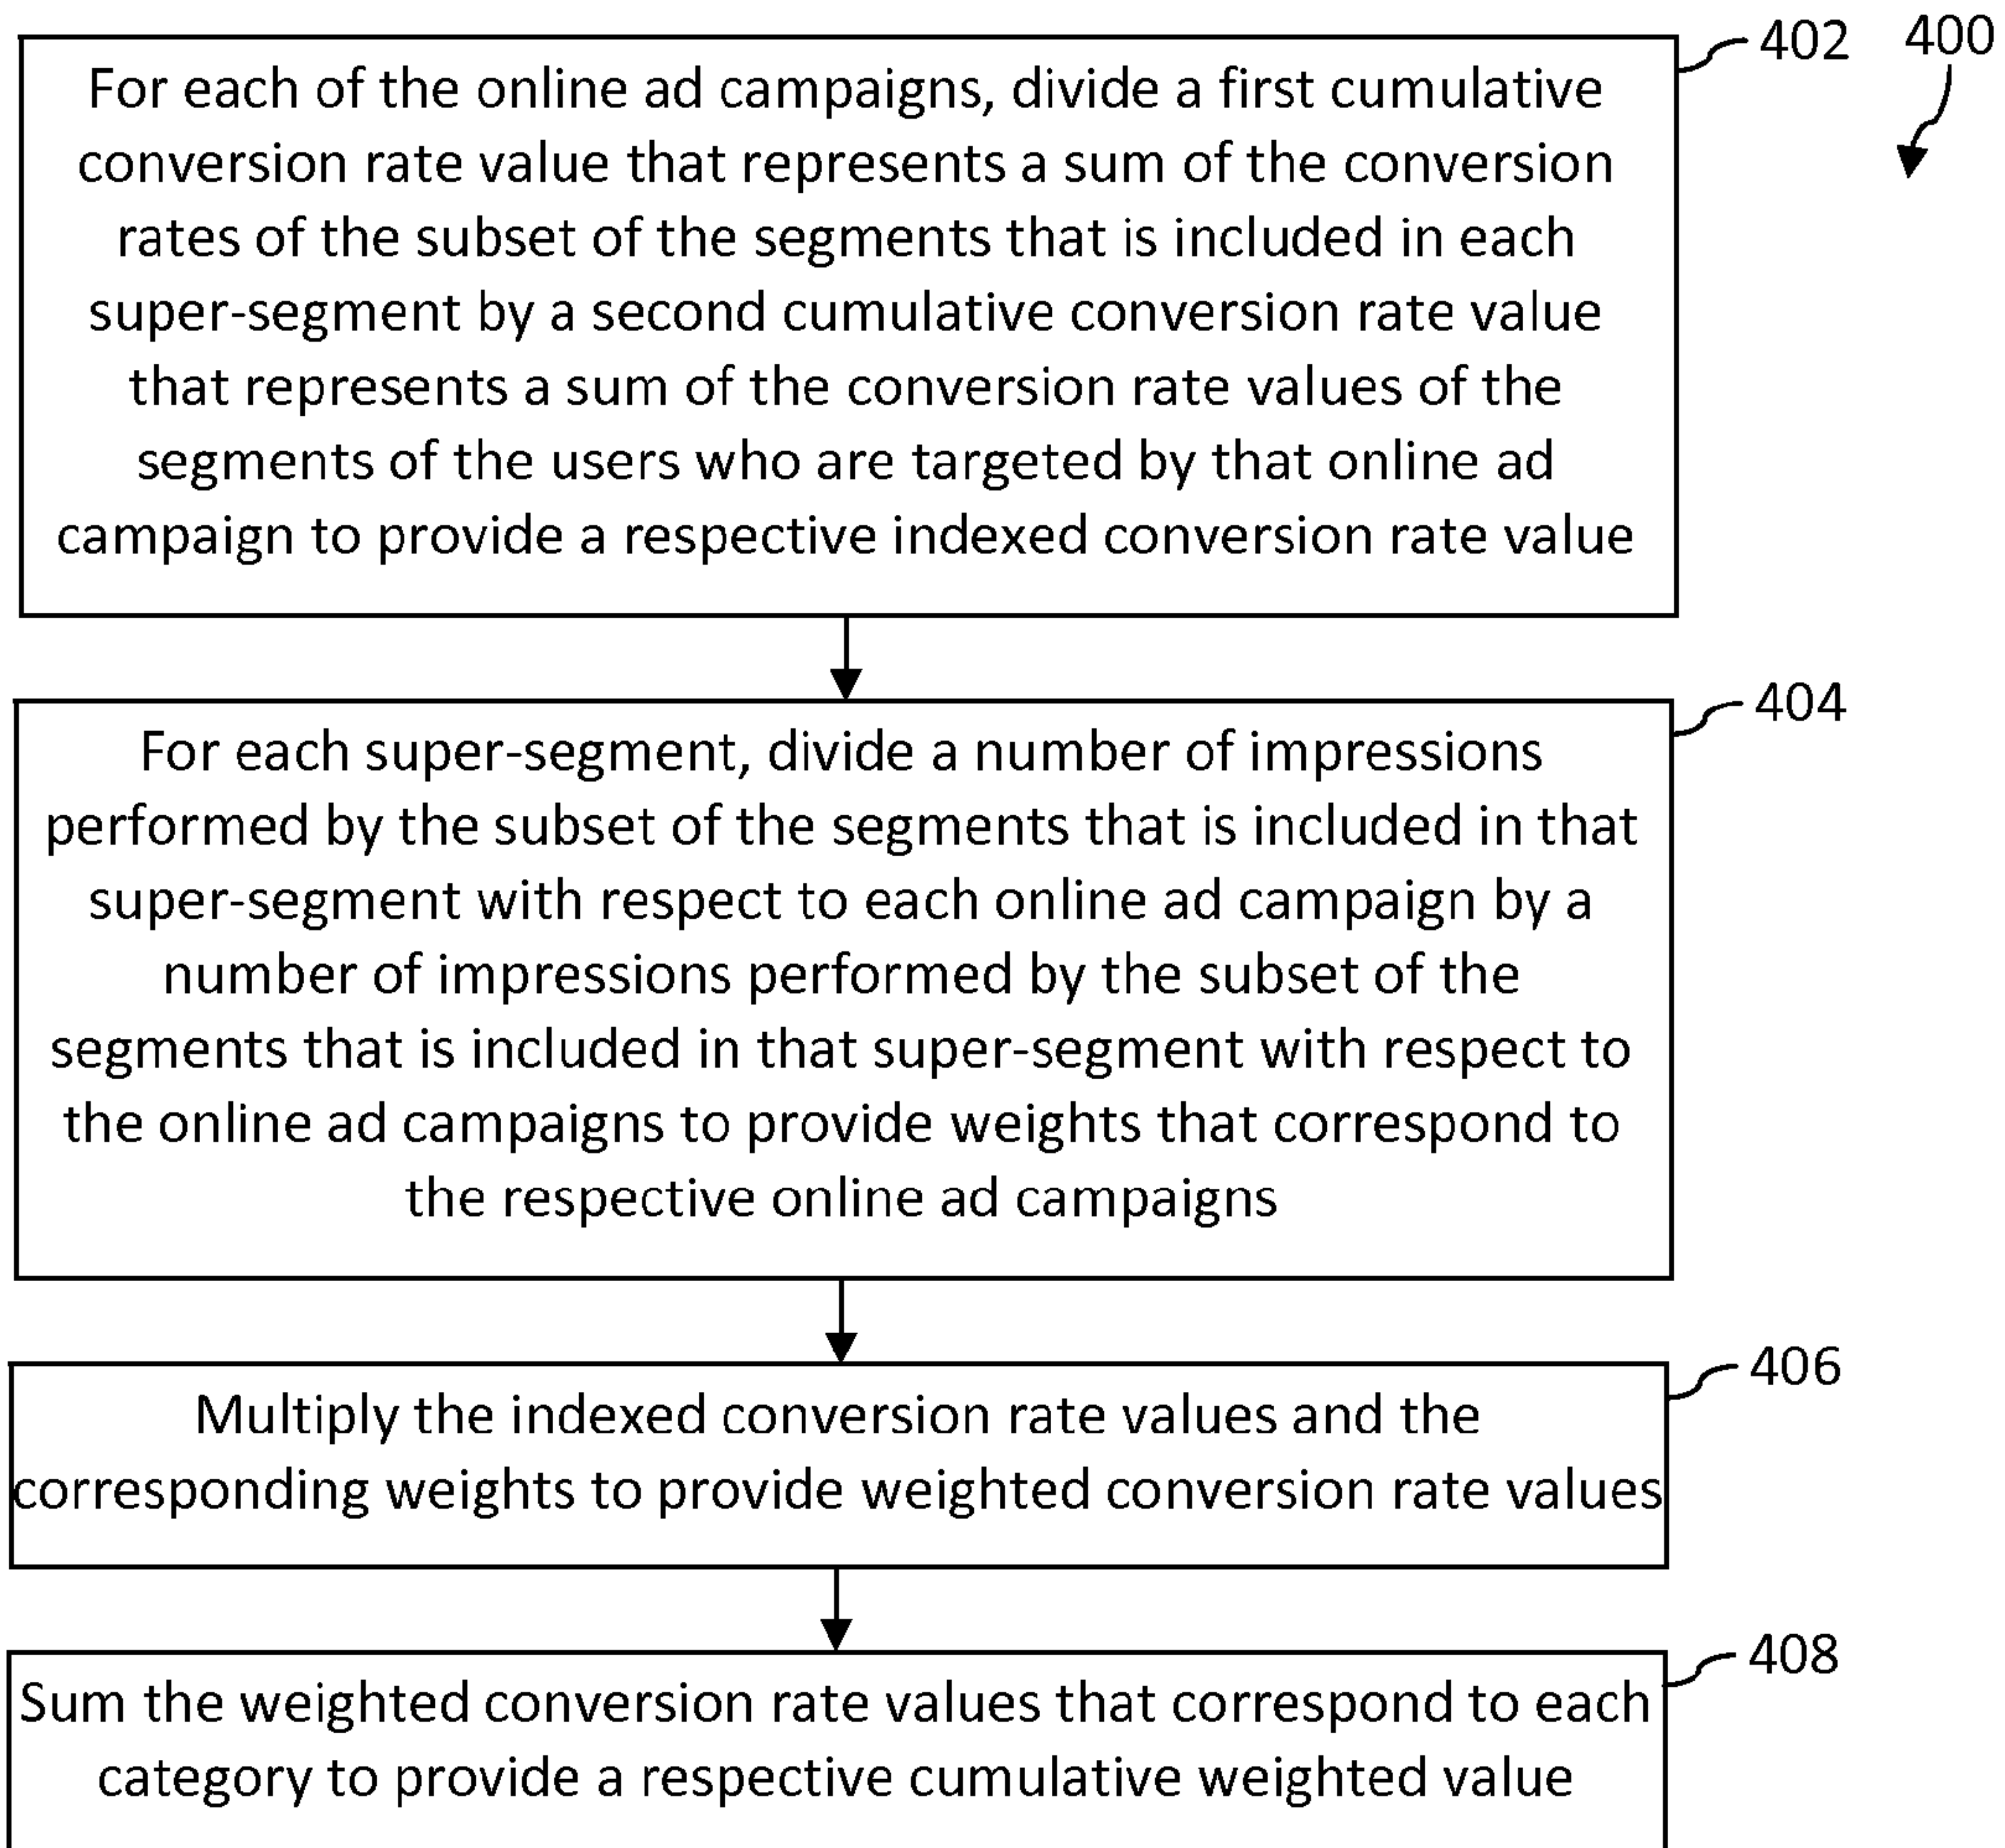 402
400
For each of the online ad campaigns, divide a first cumulative
conversion rate value that represents a sum of the conversion
rates of the subset of the segments that is included in each
super-segment by a second cumulative conversion rate value
that represents a sum of the conversion rate values of the
segments of the users who are targeted by that online ad
campaign to provide a respective indexed conversion rate value
404
For each super-segment, divide a number of impressions
performed by the subset of the segments that is included in that
super-segment with respect to each online ad campaign by a
number of impressions performed by the subset of the
segments that is included in that super-segment with respect to
the online ad campaigns to provide weights that correspond to
the respective online ad campaigns
406
Multiply the indexed conversion rate values and the
corresponding weights to provide weighted conversion rate values
408
Sum the weighted conversion rate values that correspond to each
category to provide a respective cumulative weighted value